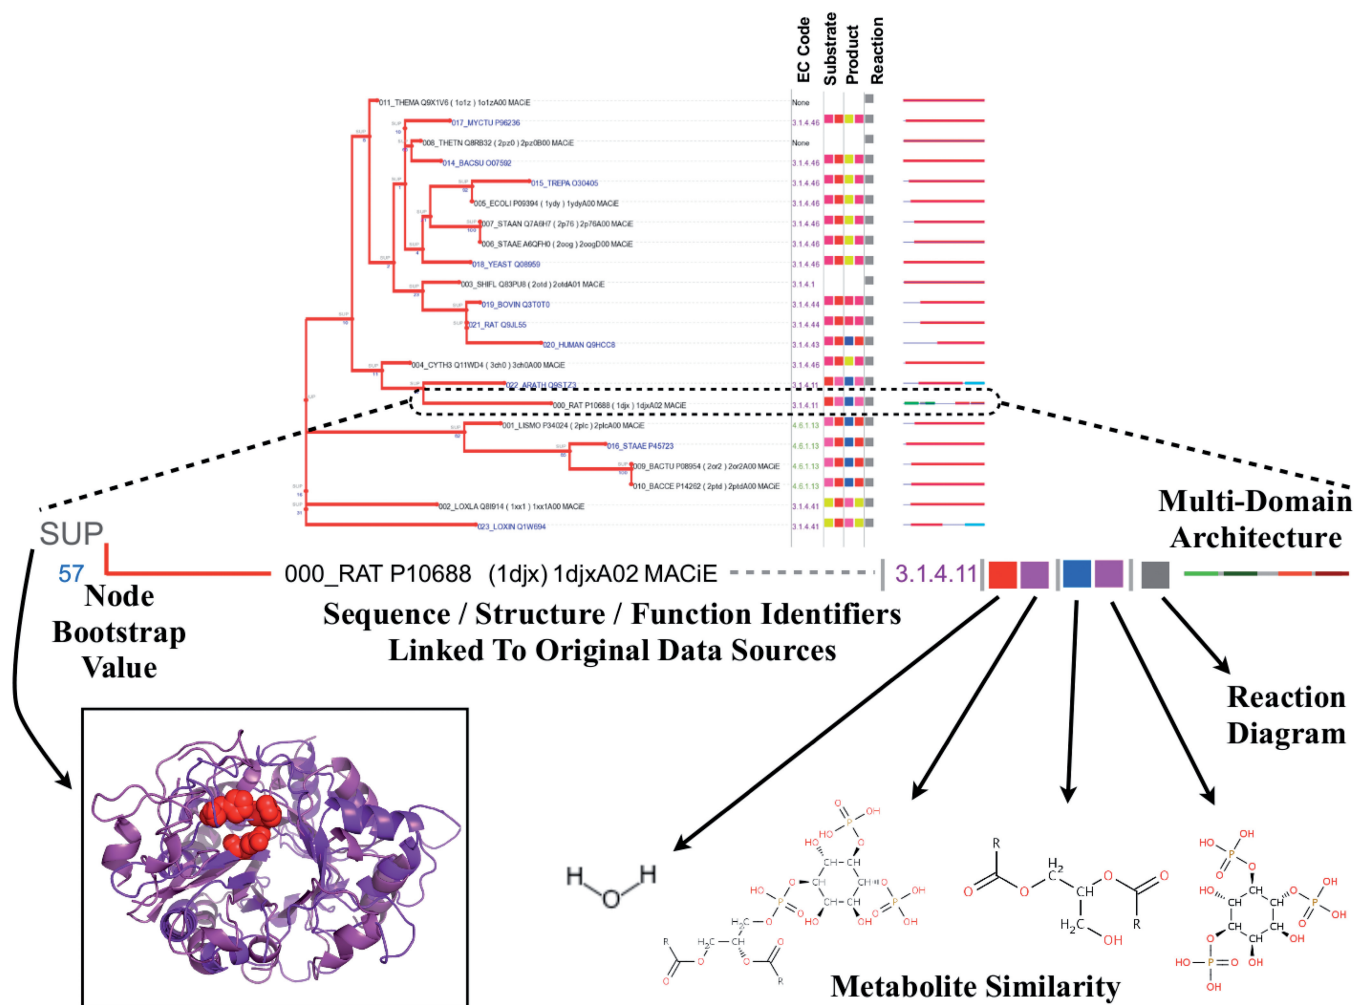 EC Code
Substrate
Product
Reaction
011_THEMA Q9X1V6 ( 1o1z ) 1o1zA00 MACiE None
017_MYCTU P96236 3.1.4.46
008_THETN Q8RB32 ( 2pz0 ) 2pz0B00 MACiE None
014_BACSU O07592 3.1.4.46
015_TREPA O30405 3.1.4.46
005_ECOLI P09394 ( 1ydy ) 1ydyA00 MACiE 3.1.4.46
007_STAAN Q7A6H7 ( 2p76 ) 2p76A00 MACiE 3.1.4.46
006_STAAE A6QFH0 ( 2oog ) 2oogD00 MACiE 3.1.4.46
018_YEAST Q08959 3.1.4.46
003_SHIFL Q83PU8 ( 2otd ) 2otdA01 MACiE 3.1.4.1
019_BOVIN Q3T0T0 3.1.4.44
021_RAT Q9JL55 3.1.4.44
020_HUMAN Q9HCC8 3.1.4.43
004_CYTH3 Q11WD4 ( 3ch0 ) 3ch0A00 MACiE 3.1.4.46
022_ARATH Q9STZ3 3.1.4.11
000_RAT P10688 ( 1djx ) 1djxA02 MACiE 3.1.4.11
001_LISMO P34024 ( 2plc ) 2plcA00 MACiE 4.6.1.13
016_STAAE P45723 4.6.1.13
009_BACTU P08954 ( 2or2 ) 2or2A00 MACiE 4.6.1.13
010_BACCE P14262 ( 2ptd ) 2ptdA00 MACiE 4.6.1.13
002_LOXLA Q8I914 ( 1xx1 ) 1xx1A00 MACiE 3.1.4.41
023_LOXIN Q1W694 3.1.4.41
Multi-Domain
Architecture
SUP
57
000_RAT P10688 (1djx) 1djxA02 MACiE 3.1.4.11
Node
Bootstrap
Value
Sequence / Structure / Function Identifiers
Linked To Original Data Sources
Reaction
Diagram
Metabolite Similarity